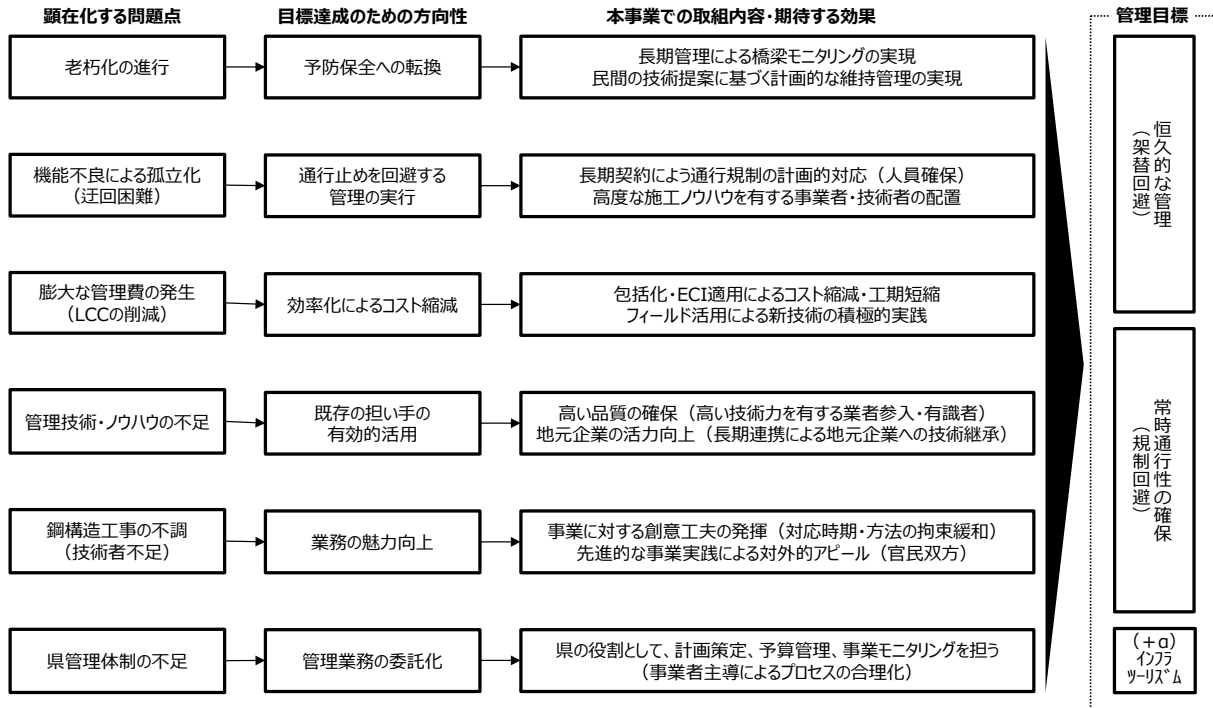 顕在化する問題点
目標達成のための方向性
本事業での取組内容・期待する効果
管理目標
老朽化の進行
予防保全への転換
長期管理による橋梁モニタリングの実現
民間の技術提案に基づく計画的な維持管理の実現
機能不良による孤立化
（迂回困難）
通行止めを回避する
管理の実行
長期契約によう通行規制の計画的対応（人員確保）
高度な施工ノウハウを有する事業者・技術者の配置
膨大な管理費の発生
（LCCの削減）
効率化によるコスト縮減
包括化・ECI適用によるコスト縮減・工期短縮
フィールド活用による新技術の積極的実践
管理技術・ノウハウの不足
既存の担い手の
有効的活用
高い品質の確保（高い技術力を有する業者参入・有識者）
地元企業の活力向上（長期連携による地元企業への技術継承）
鋼構造工事の不調
（技術者不足）
業務の魅力向上
事業に対する創意工夫の発揮（対応時期・方法の拘束緩和）
先進的な事業実践による対外的アピール（官民双方）
県管理体制の不足
管理業務の委託化
県の役割として、計画策定、予算管理、事業モニタリングを担う
（事業者主導によるプロセスの合理化）
恒久的な管理
（架替回避）
常時通行性の確保
（規制回避）
（+α）
ｲﾝﾌﾗ
ﾂｰﾘｽﾞﾑ